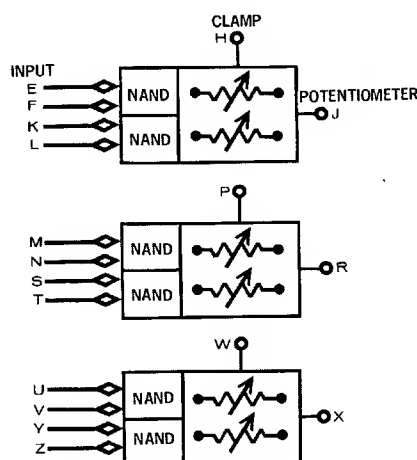 CLAMP
H
INPUT
E
F
K
L
NAND
NAND
POTENTIOMETER
J
P
M
N
S
T
NAND
NAND
R
W
U
V
Y
Z
NAND
NAND
X